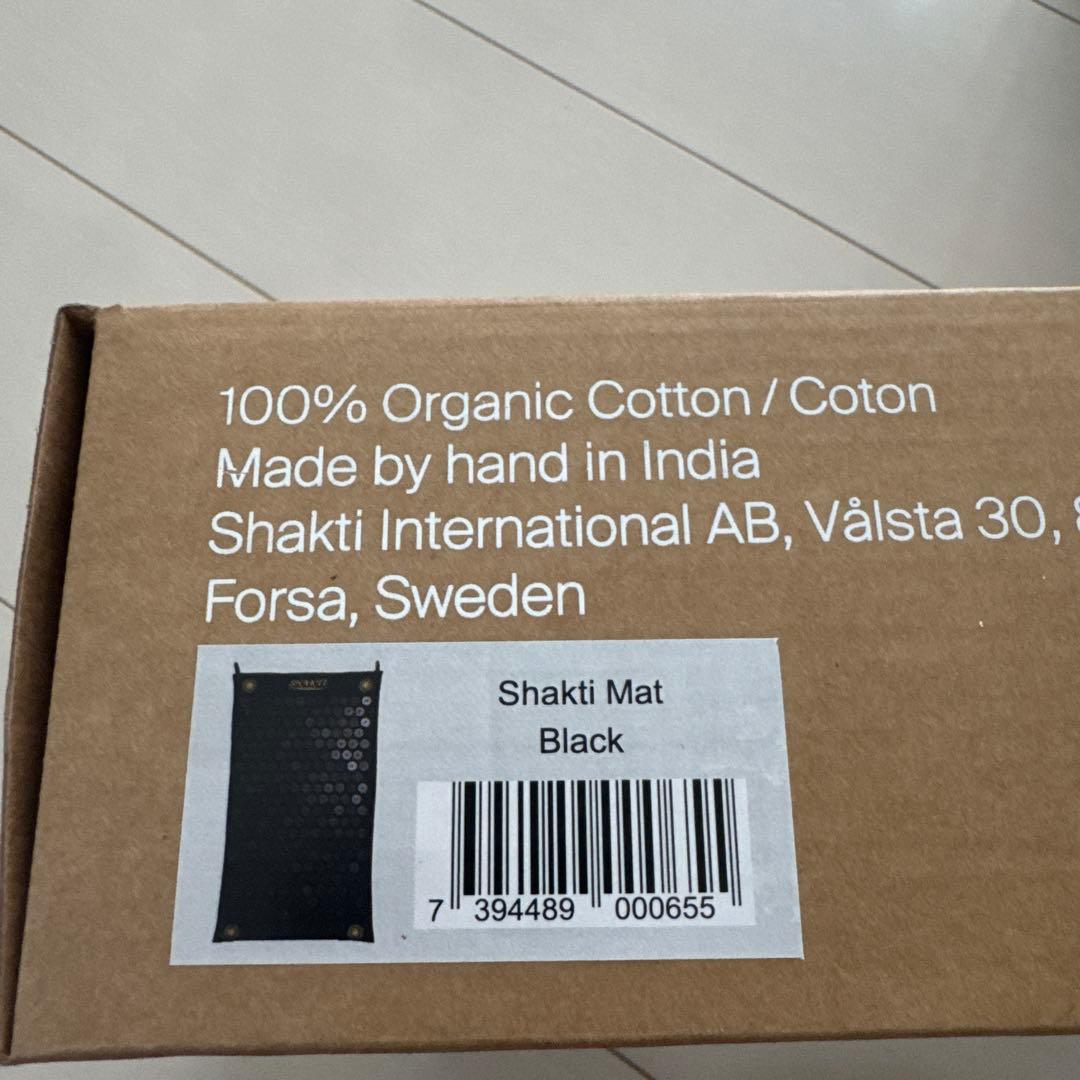 100% Organic Cotton / Coton
Made by hand in India
Shakti International AB, Vålsta 30,
Forsa, Sweden
SHAKTI
Shakti Mat
Black
7 394489 000655